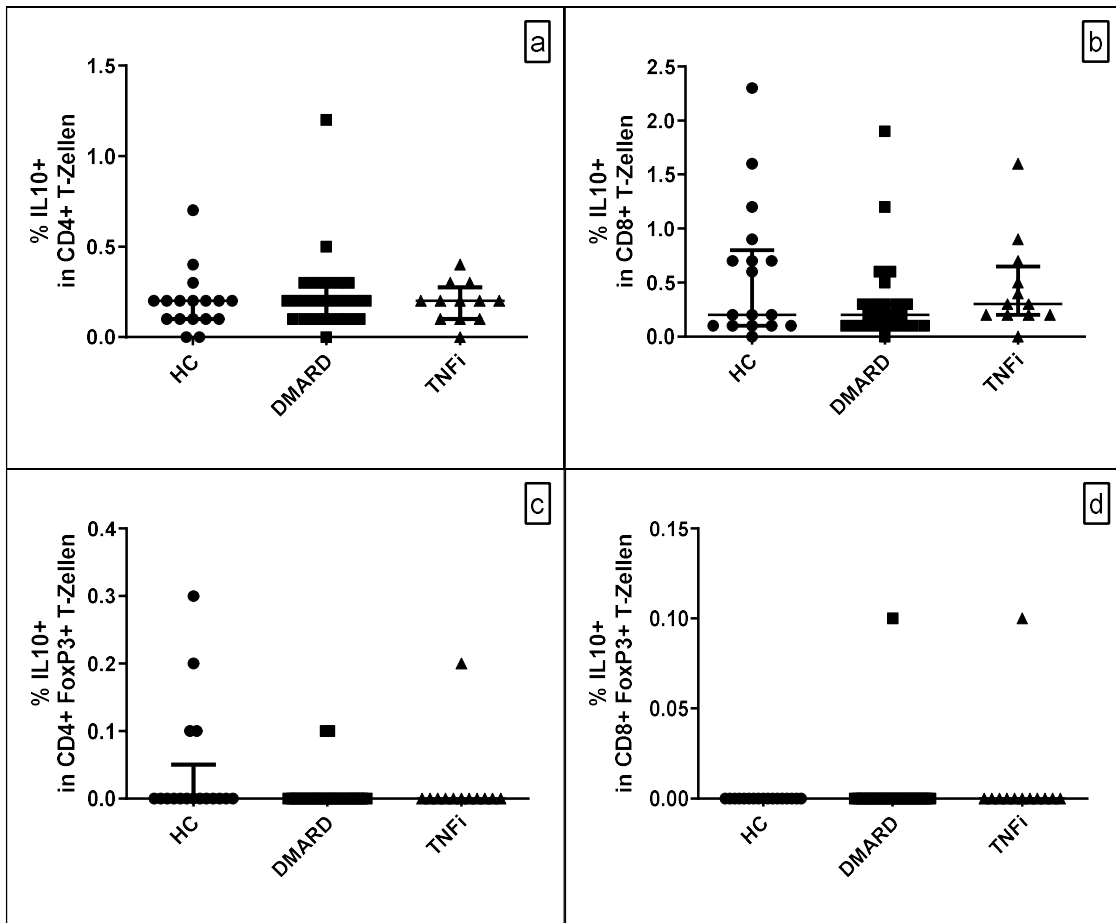 a
% IL10+
in CD4+ T-Zellen
1.5
1.0
0.5
0.0
HC
DMARD
TNFi
b
% IL10+
in CD8+ T-Zellen
2.5
2.0
1.5
1.0
0.5
0.0
HC
DMARD
TNFi
c
% IL10+
in CD4+ FoxP3+ T-Zellen
0.4
0.3
0.2
0.1
0.0
HC
DMARD
TNFi
d
% IL10+
in CD8+ FoxP3+ T-Zellen
0.15
0.10
0.05
0.00
HC
DMARD
TNFi